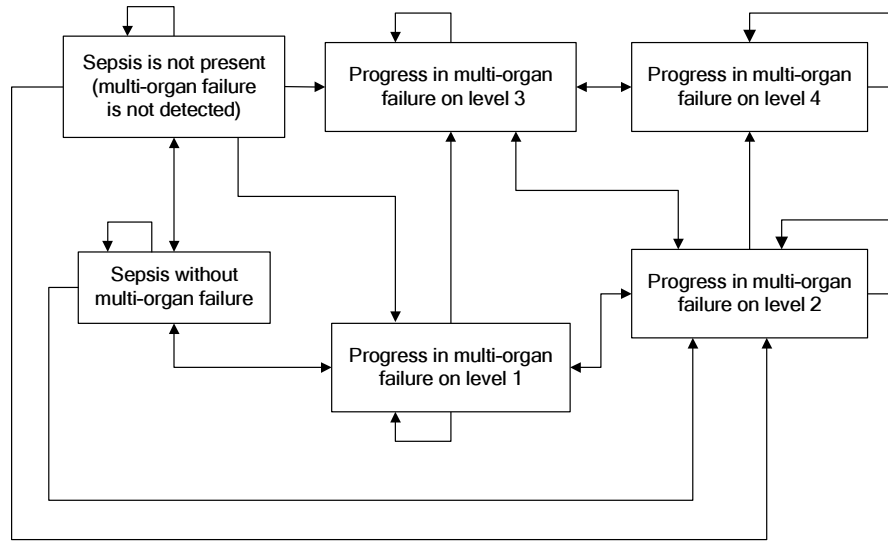 Sepsis is not present
(multi-organ failure
is not detected)
Progress in multi-organ
failure on level 3
Progress in multi-organ
failure on level 4
Sepsis without
multi-organ failure
Progress in multi-organ
failure on level 2
Progress in multi-organ
failure on level 1